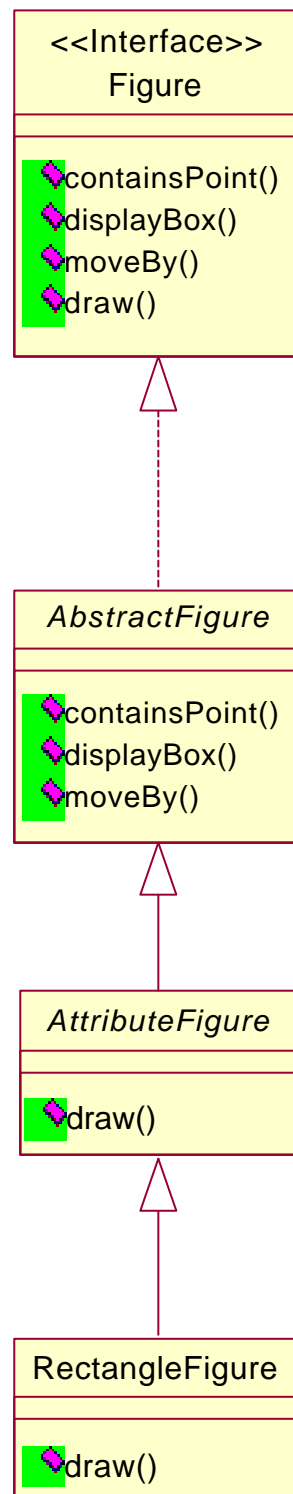 <<Interface>>
Figure
containsPoint()
displayBox()
moveBy()
draw()
AbstractFigure
containsPoint()
displayBox()
moveBy()
AttributeFigure
draw()
RectangleFigure
draw()